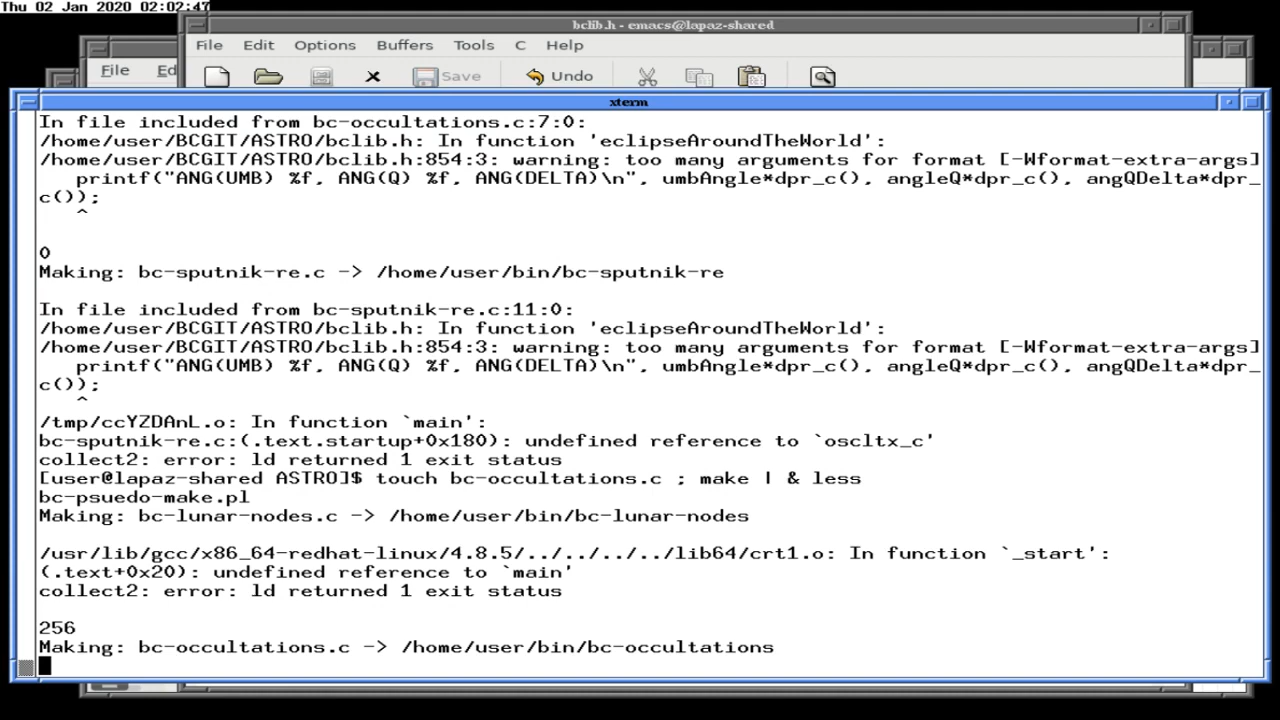 Thu 02 Jan 2020 02:02:47
bclib.h - emacs@lapaz-shared
File Edit Options Buffers Tools C Help
File Ed
Save Undo
xterm
In file included from bc-occultations.c:7:0:
/home/user/BCGIT/ASTRO/bclib.h: In function 'eclipseAroundTheWorld':
/home/user/BCGIT/ASTRO/bclib.h:854:3: warning: too many arguments for format [-Wformat-extra-args]
printf("ANG(UMB) %f, ANG(Q) %f, ANG(DELTA)\n", umbAngle*dpr_c(), angleQ*dpr_c(), angQDelta*dpr_
c());
^
0
Making: bc-sputnik-re.c -> /home/user/bin/bc-sputnik-re
In file included from bc-sputnik-re.c:11:0:
/home/user/BCGIT/ASTRO/bclib.h: In function 'eclipseAroundTheWorld':
/home/user/BCGIT/ASTRO/bclib.h:854:3: warning: too many arguments for format [-Wformat-extra-args]
printf("ANG(UMB) %f, ANG(Q) %f, ANG(DELTA)\n", umbAngle*dpr_c(), angleQ*dpr_c(), angQDelta*dpr_
c());
^
/tmp/ccYZDAnL.o: In function `main':
bc-sputnik-re.c:(.text.startup+0x180): undefined reference to `oscltx_c'
collect2: error: ld returned 1 exit status
[user@lapaz-shared ASTRO]$ touch bc-occultations.c ; make | & less
bc-psuedo-make.pl
Making: bc-lunar-nodes.c -> /home/user/bin/bc-lunar-nodes
/usr/lib/gcc/x86_64-redhat-linux/4.8.5/../../../../lib64/crt1.o: In function `_start':
(.text+0x20): undefined reference to `main'
collect2: error: ld returned 1 exit status
256
Making: bc-occultations.c -> /home/user/bin/bc-occultations